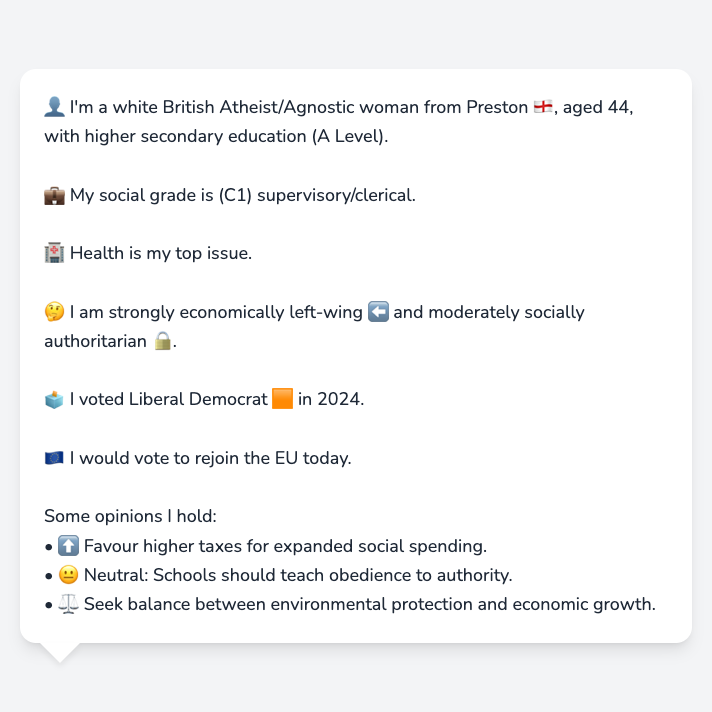 👤 I'm a white British Atheist/Agnostic woman from Preston 🏴󠁧󠁢󠁥󠁮󠁧󠁿, aged 44,
with higher secondary education (A Level).
💼 My social grade is (C1) supervisory/clerical.
🏥 Health is my top issue.
🤔 I am strongly economically left-wing ⬅️ and moderately socially
authoritarian 🔒.
🗳️ I voted Liberal Democrat 🟧 in 2024.
🇪🇺 I would vote to rejoin the EU today.
Some opinions I hold:
• ⬆️ Favour higher taxes for expanded social spending.
• 😐 Neutral: Schools should teach obedience to authority.
• ⚖️ Seek balance between environmental protection and economic growth.